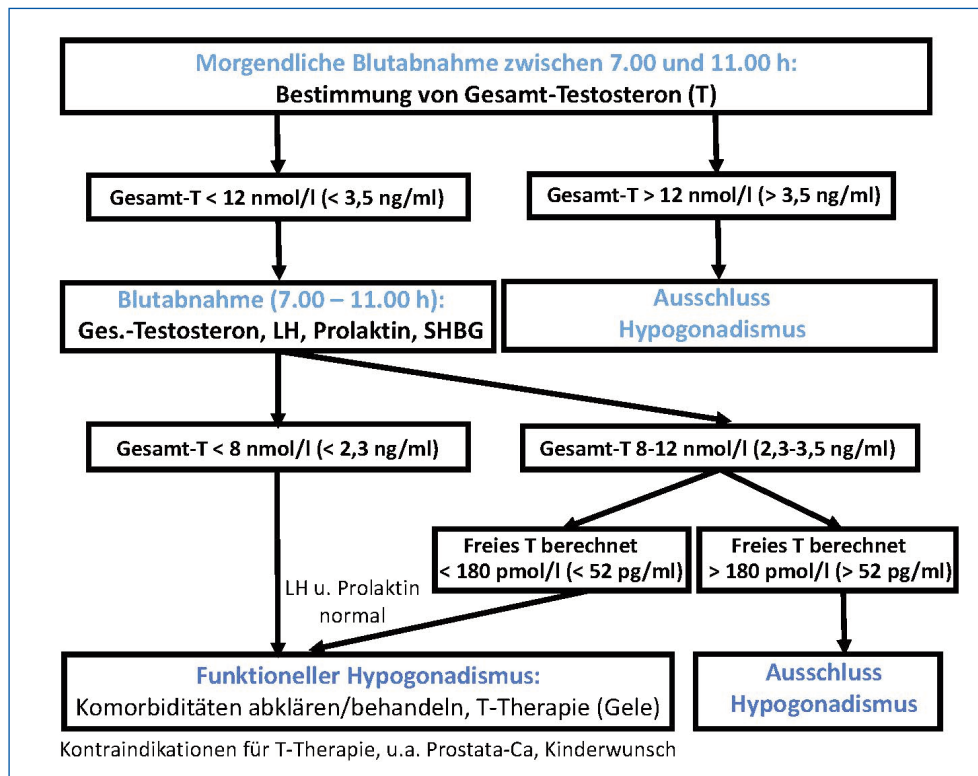 Morgendliche Blutabnahme zwischen 7.00 und 11.00 h:
Bestimmung von Gesamt-Testosteron (T)
Gesamt-T < 12 nmol/l (< 3,5 ng/ml)
Gesamt-T > 12 nmol/l (> 3,5 ng/ml)
Blutabnahme (7.00 – 11.00 h):
Ges.-Testosteron, LH, Prolaktin, SHBG
Ausschluss
Hypogonadismus
Gesamt-T < 8 nmol/l (< 2,3 ng/ml)
Gesamt-T 8-12 nmol/l (2,3-3,5 ng/ml)
Freies T berechnet
< 180 pmol/l (< 52 pg/ml)
Freies T berechnet
> 180 pmol/l (> 52 pg/ml)
LH u. Prolaktin
normal
Funktioneller Hypogonadismus:
Komorbiditäten abklären/behandeln, T-Therapie (Gele)
Ausschluss
Hypogonadismus
Kontraindikationen für T-Therapie, u.a. Prostata-Ca, Kinderwunsch